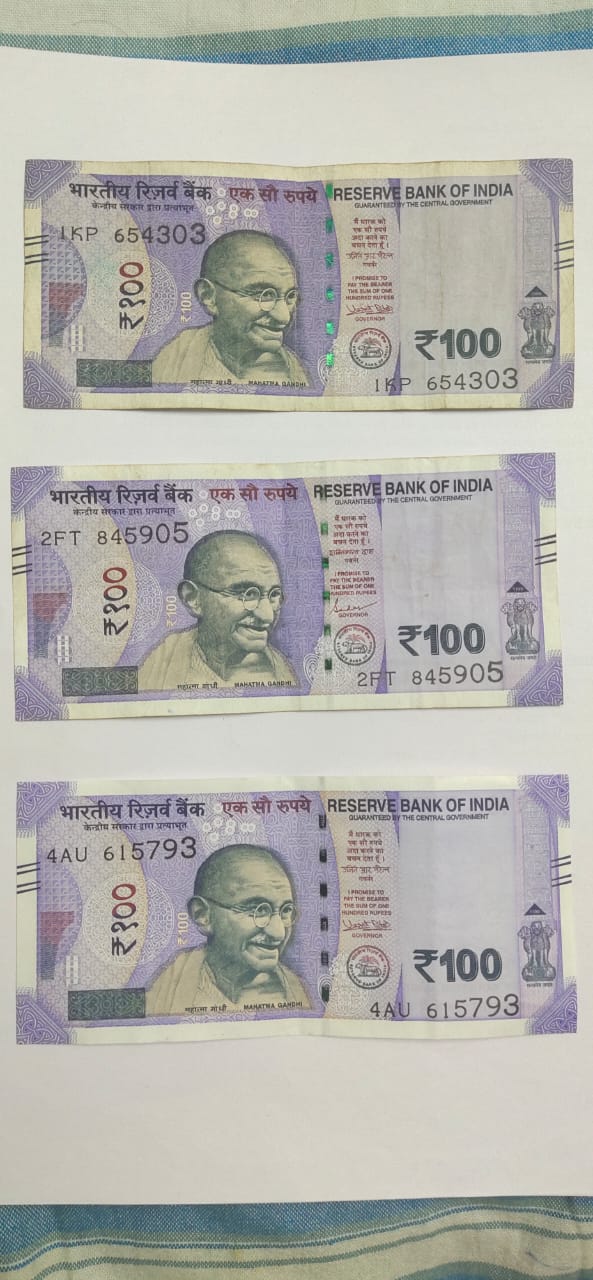 भारतीय रिज़र्व बैंक एक सौ रुपये RESERVE BANK OF INDIA
केन्द्रीय सरकार द्वारा प्रत्याभूत GUARANTEED BY THE CENTRAL GOVERNMENT
1KP 654303
मैं धारक को
एक सौ रुपये
अदा करने का
वचन देता हूँ ।
गवर्नर
₹१००
₹100
I PROMISE TO
PAY THE BEARER
THE SUM OF ONE
HUNDRED RUPEES
GOVERNOR
₹100
महात्मा गांधी MAHATMA GANDHI
1KP 654303
भारतीय रिज़र्व बैंक एक सौ रुपये RESERVE BANK OF INDIA
केन्द्रीय सरकार द्वारा प्रत्याभूत GUARANTEED BY THE CENTRAL GOVERNMENT
2FT 845905
मैं धारक को
एक सौ रुपये
अदा करने का
वचन देता हूँ ।
गवर्नर
₹१००
₹100
I PROMISE TO
PAY THE BEARER
THE SUM OF ONE
HUNDRED RUPEES
GOVERNOR
₹100
महात्मा गांधी MAHATMA GANDHI
2FT 845905
भारतीय रिज़र्व बैंक एक सौ रुपये RESERVE BANK OF INDIA
केन्द्रीय सरकार द्वारा प्रत्याभूत GUARANTEED BY THE CENTRAL GOVERNMENT
4AU 615793
मैं धारक को
एक सौ रुपये
अदा करने का
वचन देता हूँ ।
गवर्नर
₹१००
₹100
I PROMISE TO
PAY THE BEARER
THE SUM OF ONE
HUNDRED RUPEES
GOVERNOR
₹100
महात्मा गांधी MAHATMA GANDHI
4AU 615793